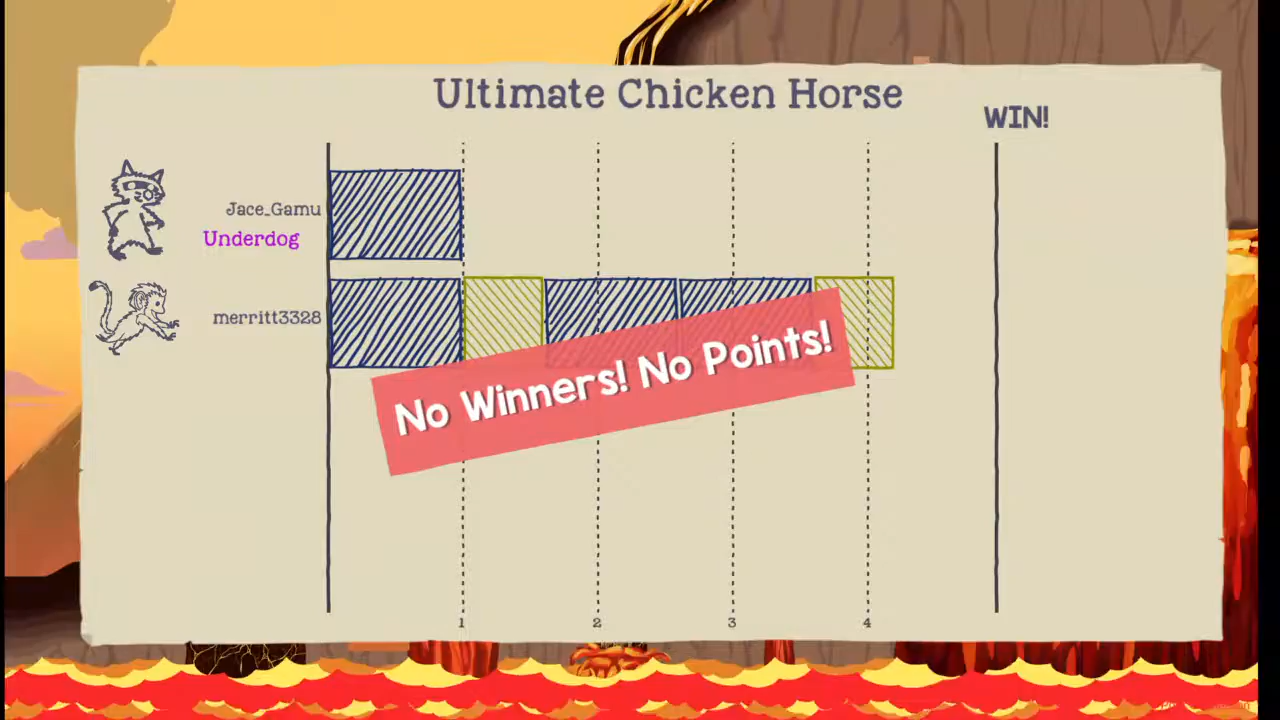 Ultimate Chicken Horse
WIN!
Jace_Gamu
Underdog
merritt3328
No Winners! No Points!
1 2 3 4